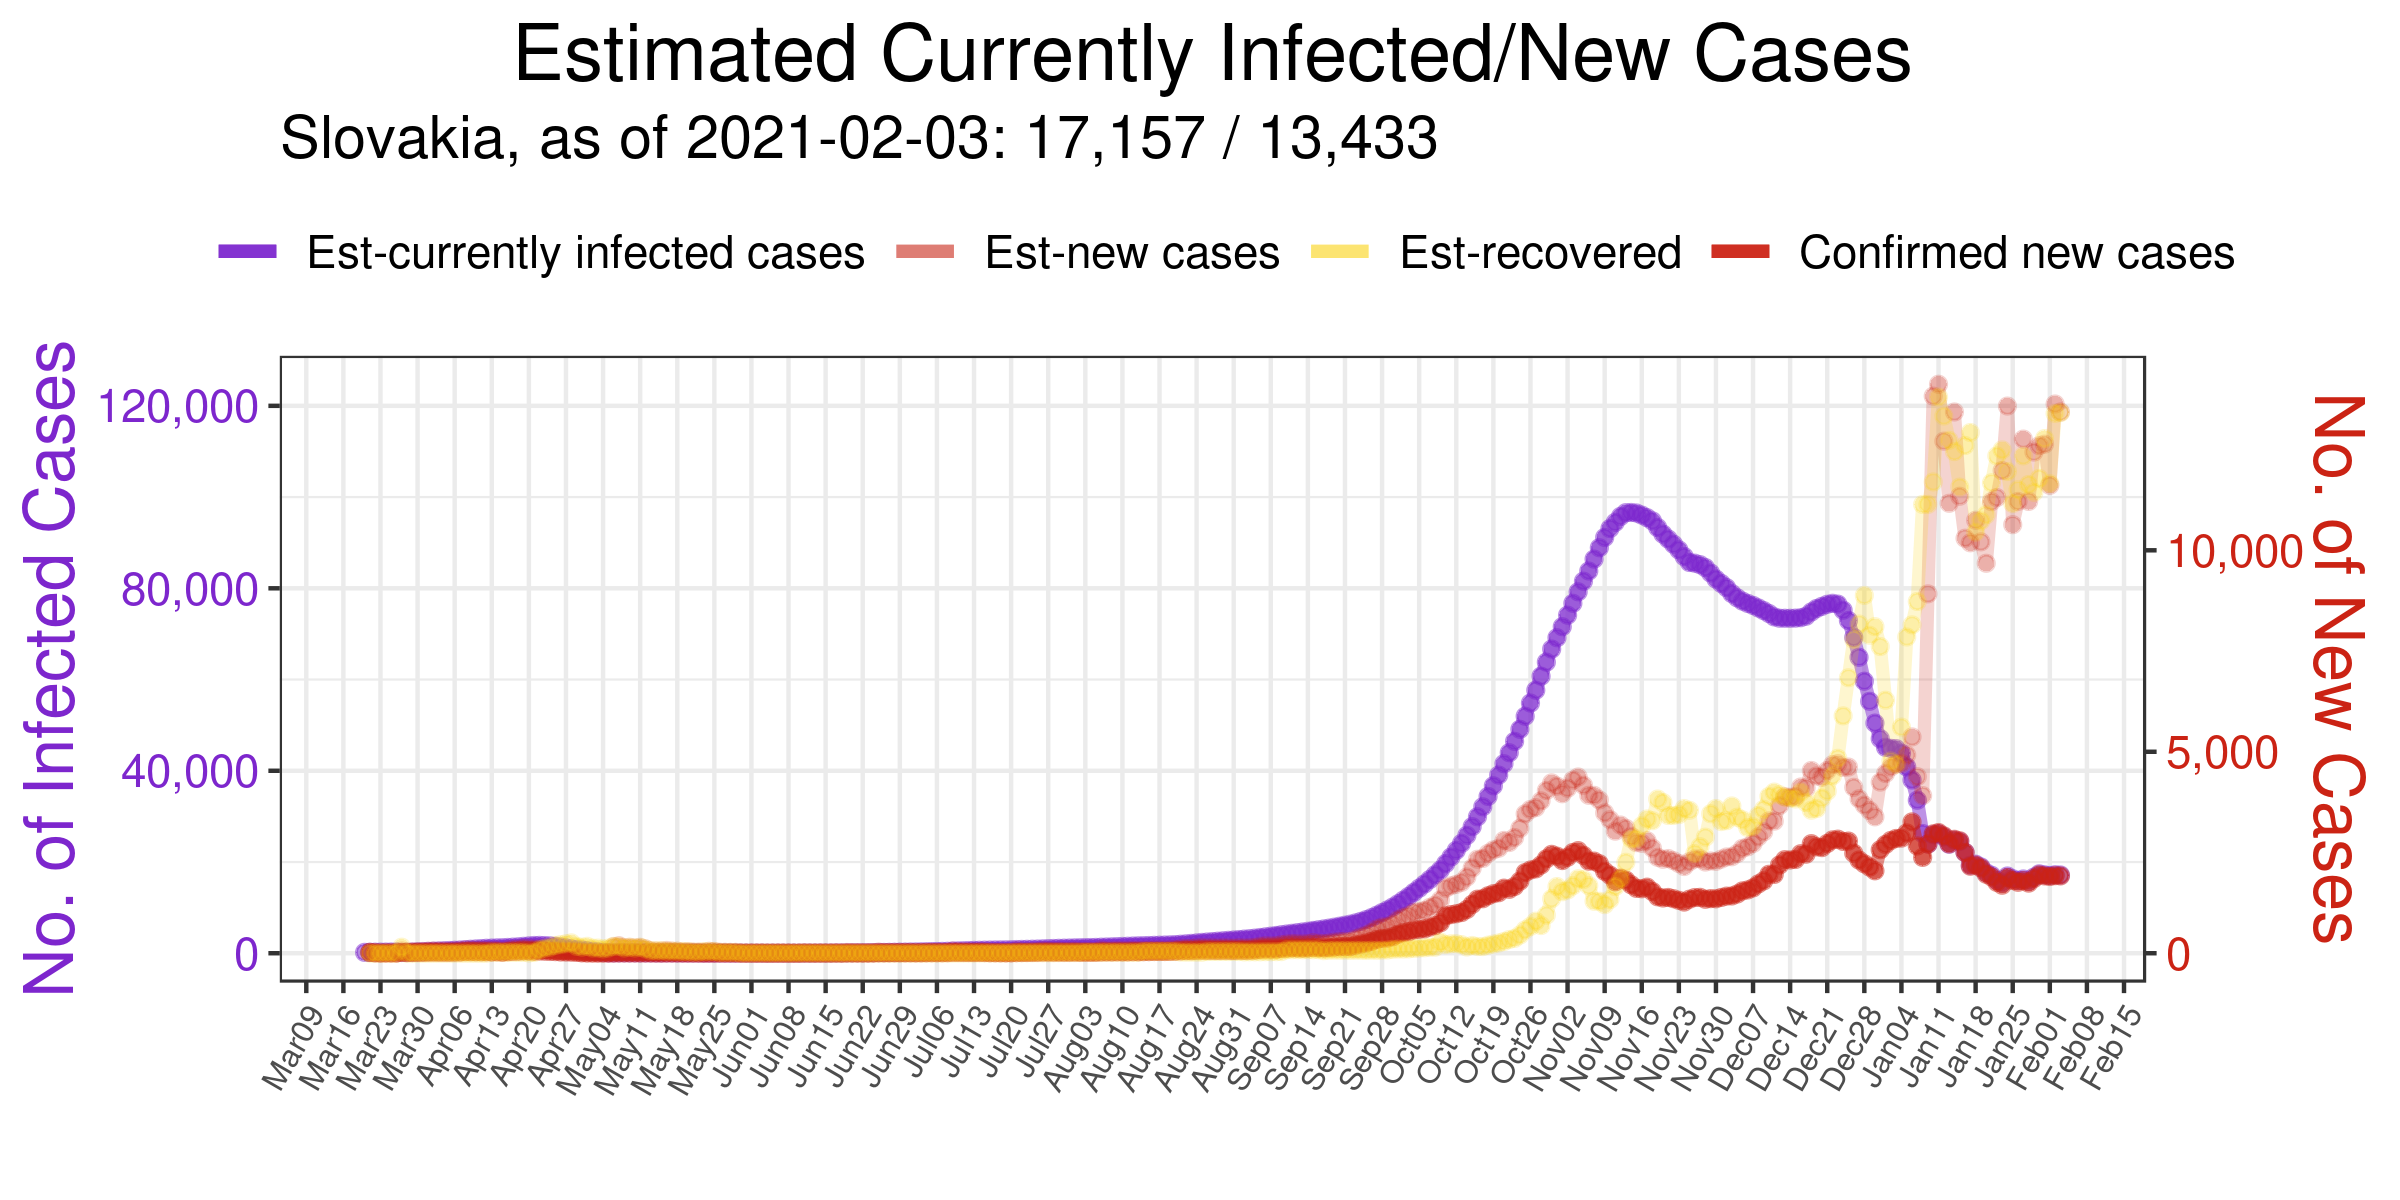 Estimated Currently Infected/New Cases
Slovakia, as of 2021-02-03: 17,157 / 13,433
Est-currently infected cases
Est-new cases
Est-recovered
Confirmed new cases
No. of Infected Cases
120,000
80,000
40,000
0
10,000
5,000
0
No. of New Cases
Mar09
Mar16
Mar23
Mar30
Apr06
Apr13
Apr20
Apr27
May04
May11
May18
May25
Jun01
Jun08
Jun15
Jun22
Jun29
Jul06
Jul13
Jul20
Jul27
Aug03
Aug10
Aug17
Aug24
Aug31
Sep07
Sep14
Sep21
Sep28
Oct05
Oct12
Oct19
Oct26
Nov02
Nov09
Nov16
Nov23
Nov30
Dec07
Dec14
Dec21
Dec28
Jan04
Jan11
Jan18
Jan25
Feb01
Feb08
Feb15